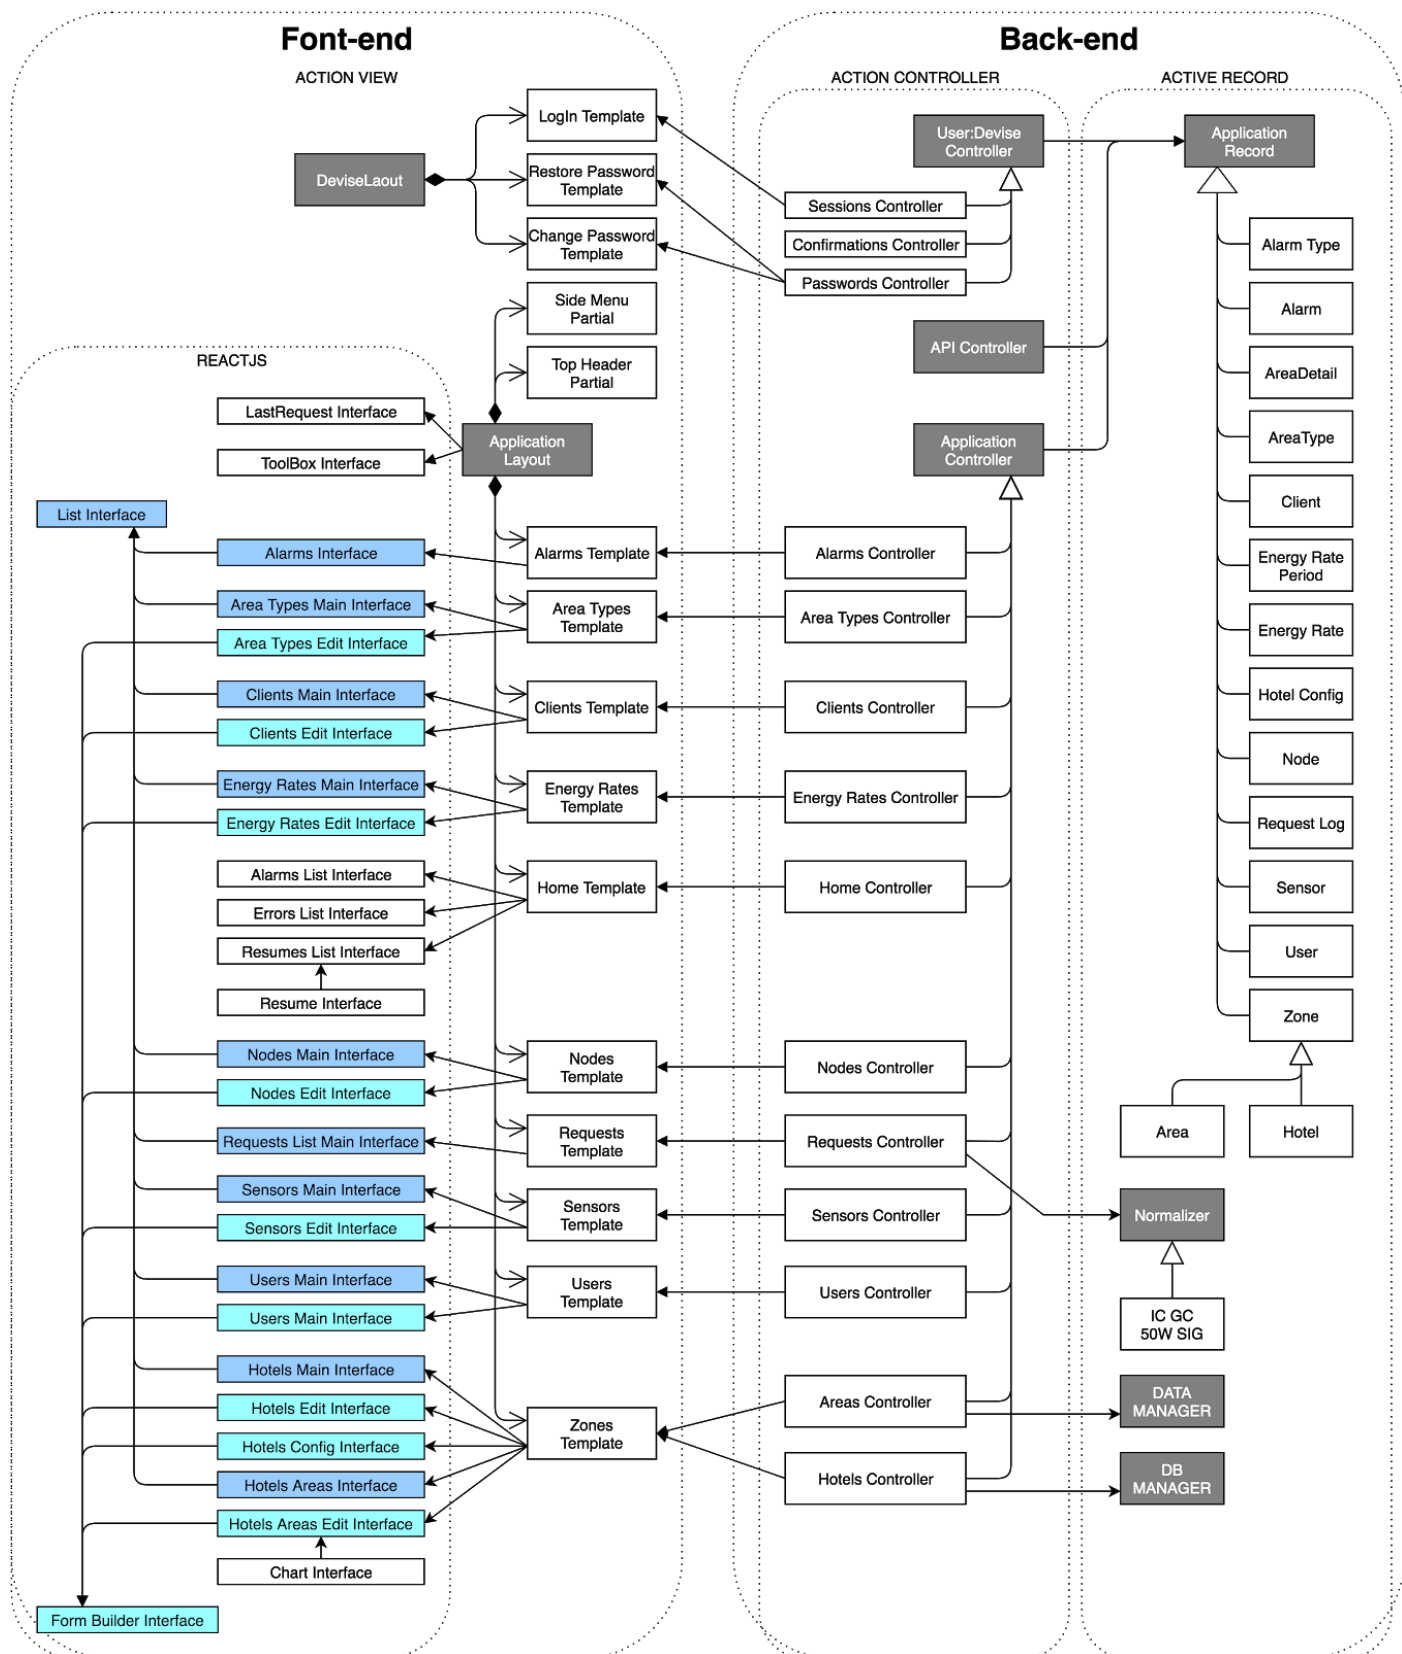 Font-end
ACTION VIEW
LogIn Template
DeviseLaout
Restore Password
Template
Change Password
Template
Side Menu
Partial
Top Header
Partial
REACTJS
LastRequest Interface
ToolBox Interface
Application
Layout
List Interface
Alarms Interface
Alarms Template
Area Types Main Interface
Area Types Edit Interface
Area Types
Template
Clients Main Interface
Clients Edit Interface
Clients Template
Energy Rates Main Interface
Energy Rates Edit Interface
Energy Rates
Template
Alarms List Interface
Errors List Interface
Resumes List Interface
Resume Interface
Home Template
Nodes Main Interface
Nodes Edit Interface
Nodes
Template
Requests List Main Interface
Requests
Template
Sensors Main Interface
Sensors Edit Interface
Sensors
Template
Users Main Interface
Users Main Interface
Users
Template
Hotels Main Interface
Hotels Edit Interface
Hotels Config Interface
Hotels Areas Interface
Hotels Areas Edit Interface
Chart Interface
Zones
Template
Form Builder Interface
Back-end
ACTION CONTROLLER
User:Devise
Controller
Sessions Controller
Confirmations Controller
Passwords Controller
API Controller
Application
Controller
Alarms Controller
Area Types Controller
Clients Controller
Energy Rates Controller
Home Controller
Nodes Controller
Requests Controller
Sensors Controller
Users Controller
Areas Controller
Hotels Controller
ACTIVE RECORD
Application
Record
Alarm Type
Alarm
AreaDetail
AreaType
Client
Energy Rate
Period
Energy Rate
Hotel Config
Node
Request Log
Sensor
User
Zone
Area
Hotel
Normalizer
IC GC
50W SIG
DATA
MANAGER
DB
MANAGER